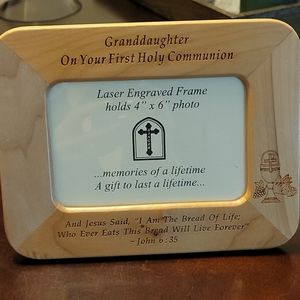 Granddaughter
On Your First Holy Communion
Laser Engraved Frame
holds 4" x 6" photo
...memories of a lifetime
A gift to last a lifetime...
And Jesus Said, "I Am The Bread Of Life;
Who Ever Eats This Bread Will Live Forever"
~ John 6:35